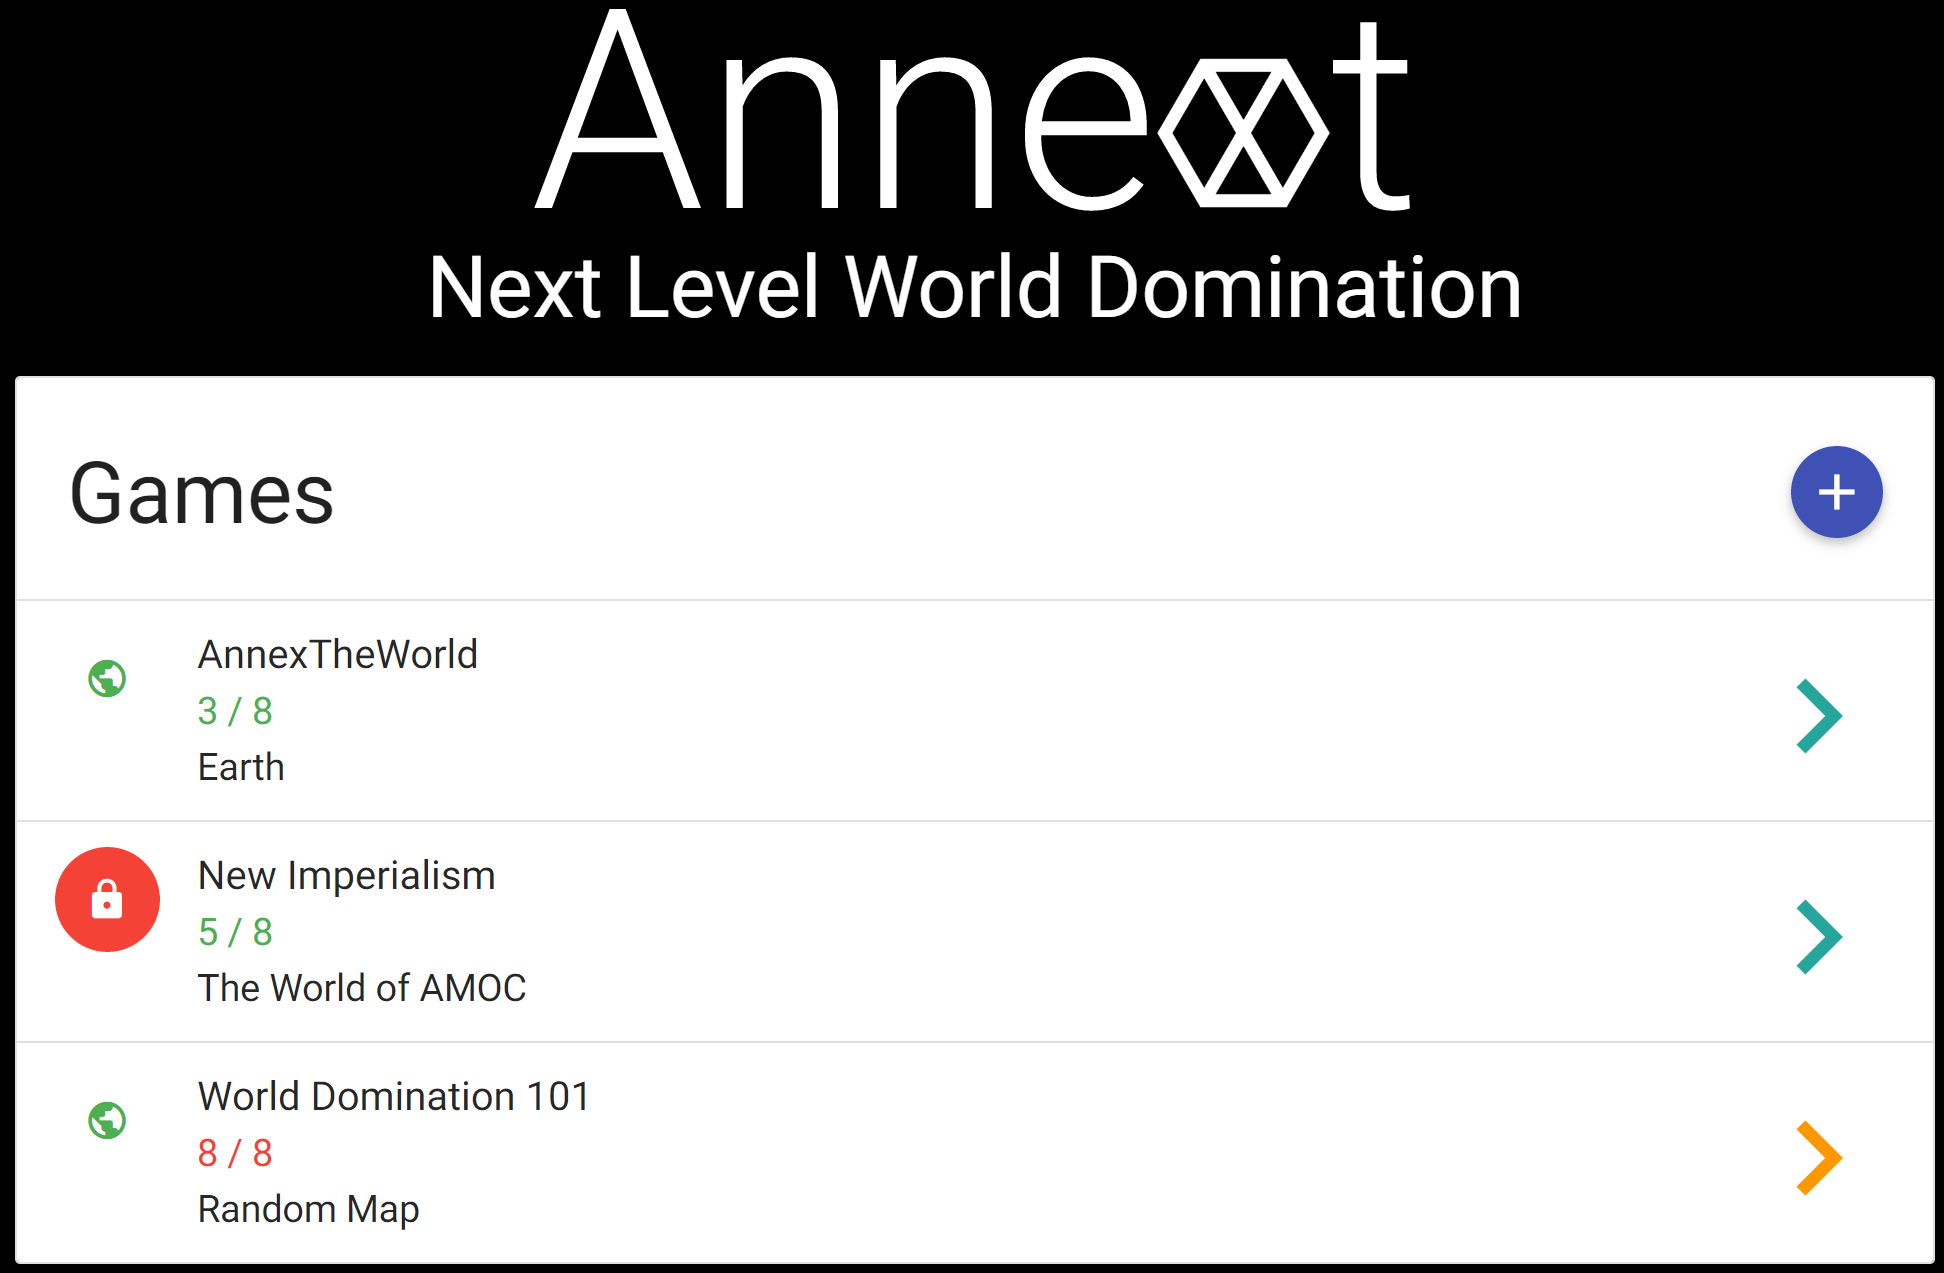 Annext
Next Level World Domination
Games
AnnexTheWorld
3 / 8
Earth
New Imperialism
5 / 8
The World of AMOC
World Domination 101
8 / 8
Random Map